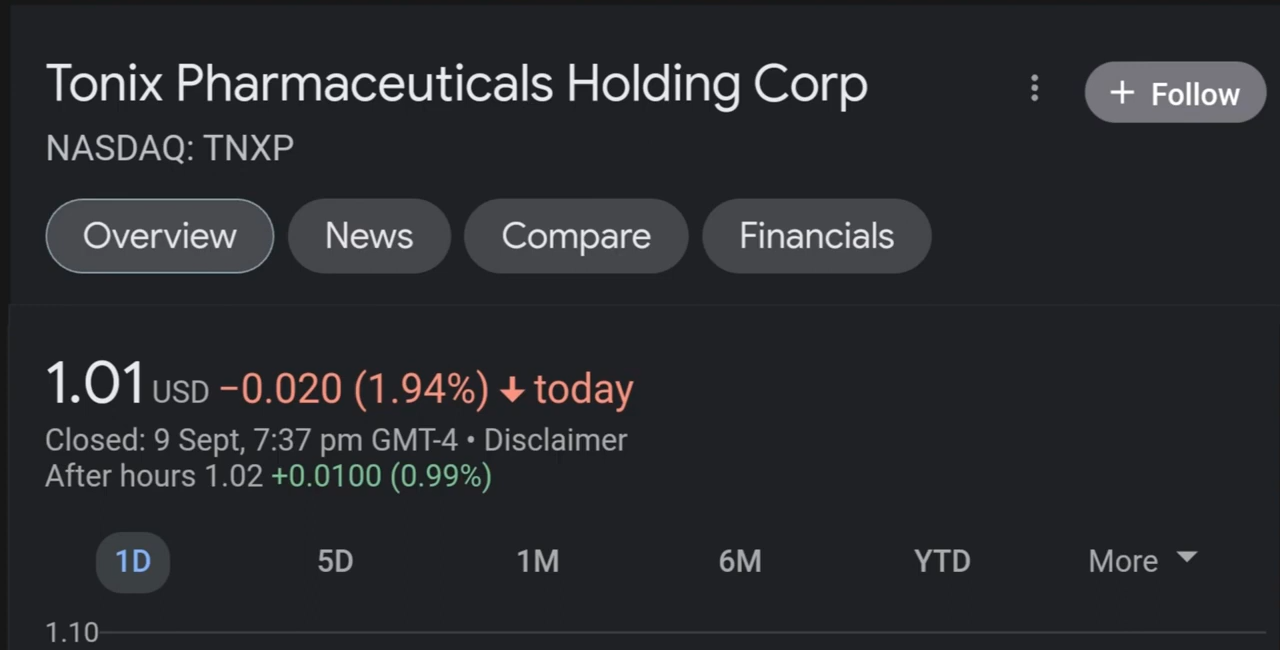 Tonix Pharmaceuticals Holding Corp
+ Follow
NASDAQ: TNXP
Overview News Compare Financials
1.01 USD −0.020 (1.94%) ↓ today
Closed: 9 Sept, 7:37 pm GMT-4 • Disclaimer
After hours 1.02 +0.0100 (0.99%)
1D 5D 1M 6M YTD More
1.10